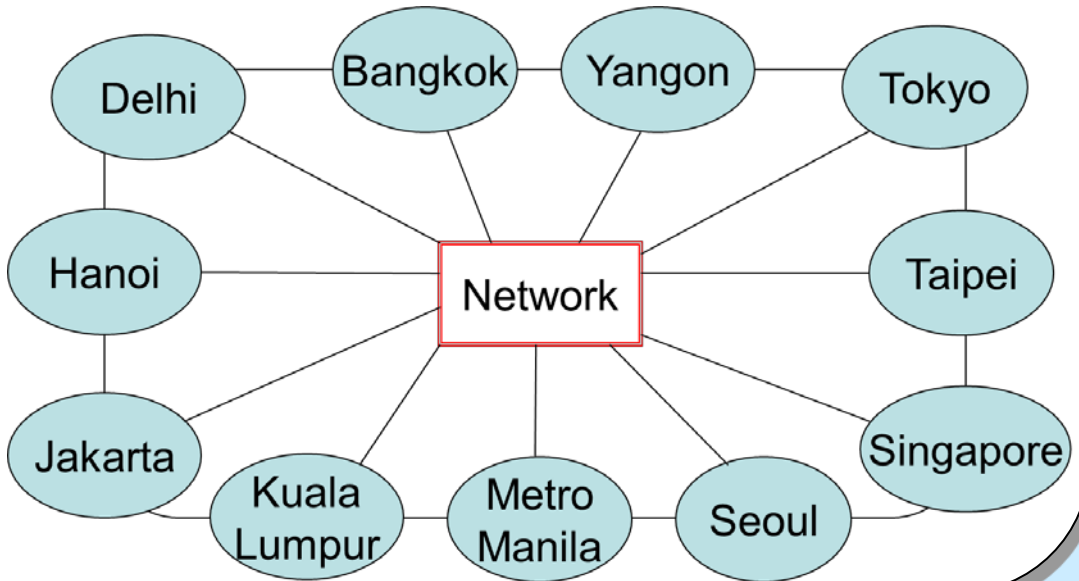 Delhi
Bangkok
Yangon
Tokyo
Hanoi
Network
Taipei
Jakarta
Kuala
Lumpur
Metro
Manila
Seoul
Singapore